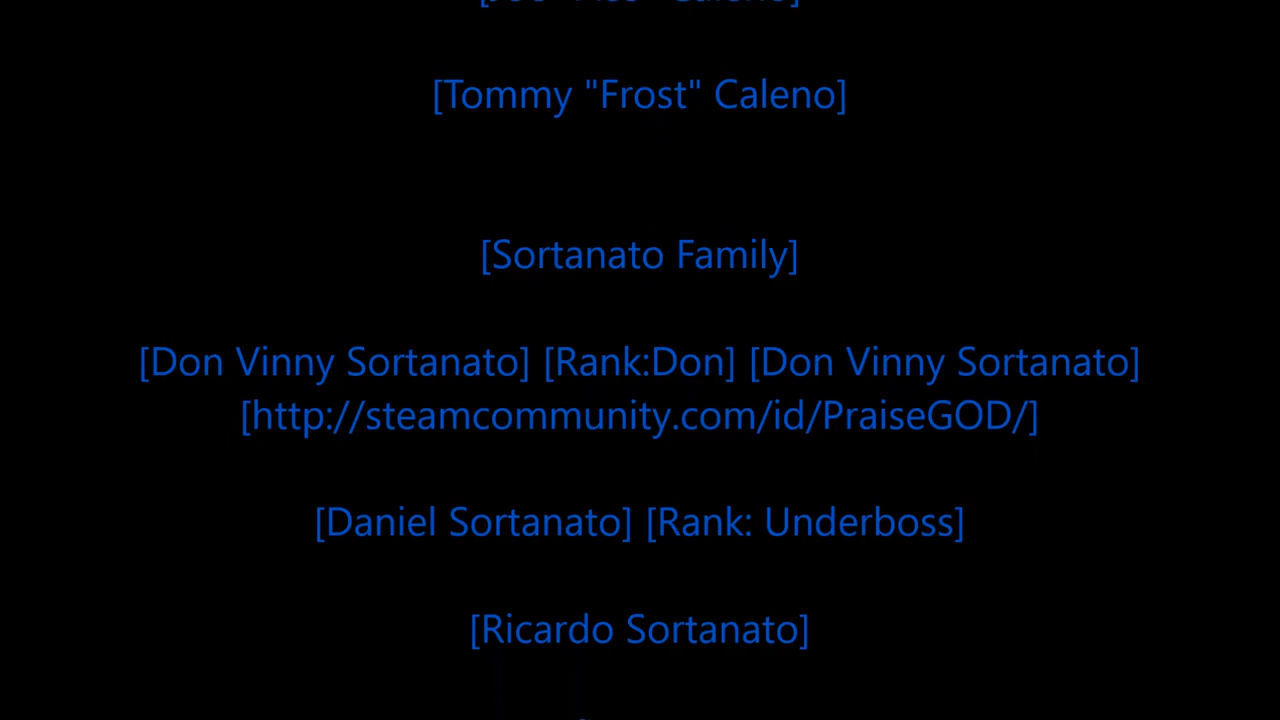 [Tommy "Frost" Caleno]
[Sortanato Family]
[Don Vinny Sortanato] [Rank:Don] [Don Vinny Sortanato]
[http://steamcommunity.com/id/PraiseGOD/]
[Daniel Sortanato] [Rank: Underboss]
[Ricardo Sortanato]